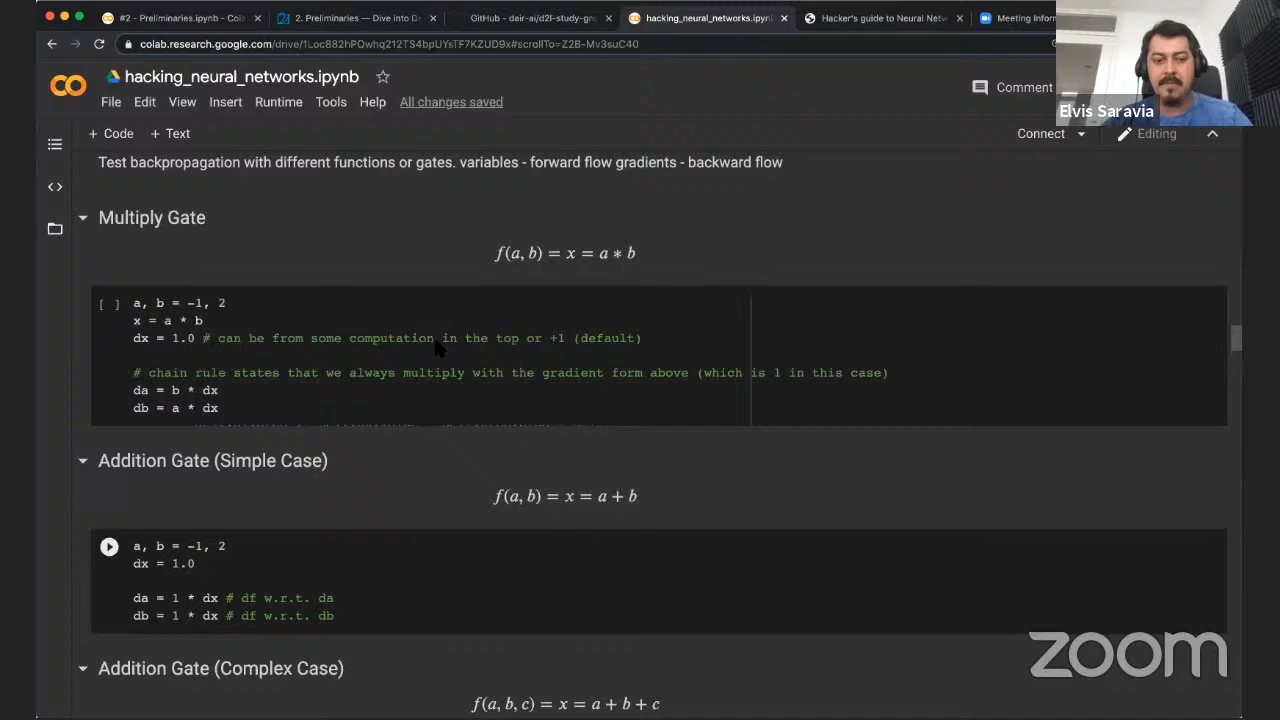 #2 - Preliminaries.ipynb - Cola
2. Preliminaries — Dive into D
GitHub - dair-ai/d2l-study-gro
hacking_neural_networks.ipynb
Hacker's guide to Neural Netw
Meeting Infor
colab.research.google.com/drive/1Loc882hPQwhq212TS4bpUYsTF7KZUD9x#scrollTo=Z2B-Mv3suC40
hacking_neural_networks.ipynb
Comment
Elvis Saravia
File Edit View Insert Runtime Tools Help All changes saved
+ Code + Text
Connect
Editing
Test backpropagation with different functions or gates. variables - forward flow gradients - backward flow
Multiply Gate
f(a, b) = x = a ∗ b
[ ] a, b = -1, 2
x = a * b
dx = 1.0 # can be from some computation in the top or +1 (default)
# chain rule states that we always multiply with the gradient form above (which is 1 in this case)
da = b * dx
db = a * dx
Addition Gate (Simple Case)
f(a, b) = x = a + b
a, b = -1, 2
dx = 1.0
da = 1 * dx # df w.r.t. da
db = 1 * dx # df w.r.t. db
zoom
Addition Gate (Complex Case)
f(a, b, c) = x = a + b + c